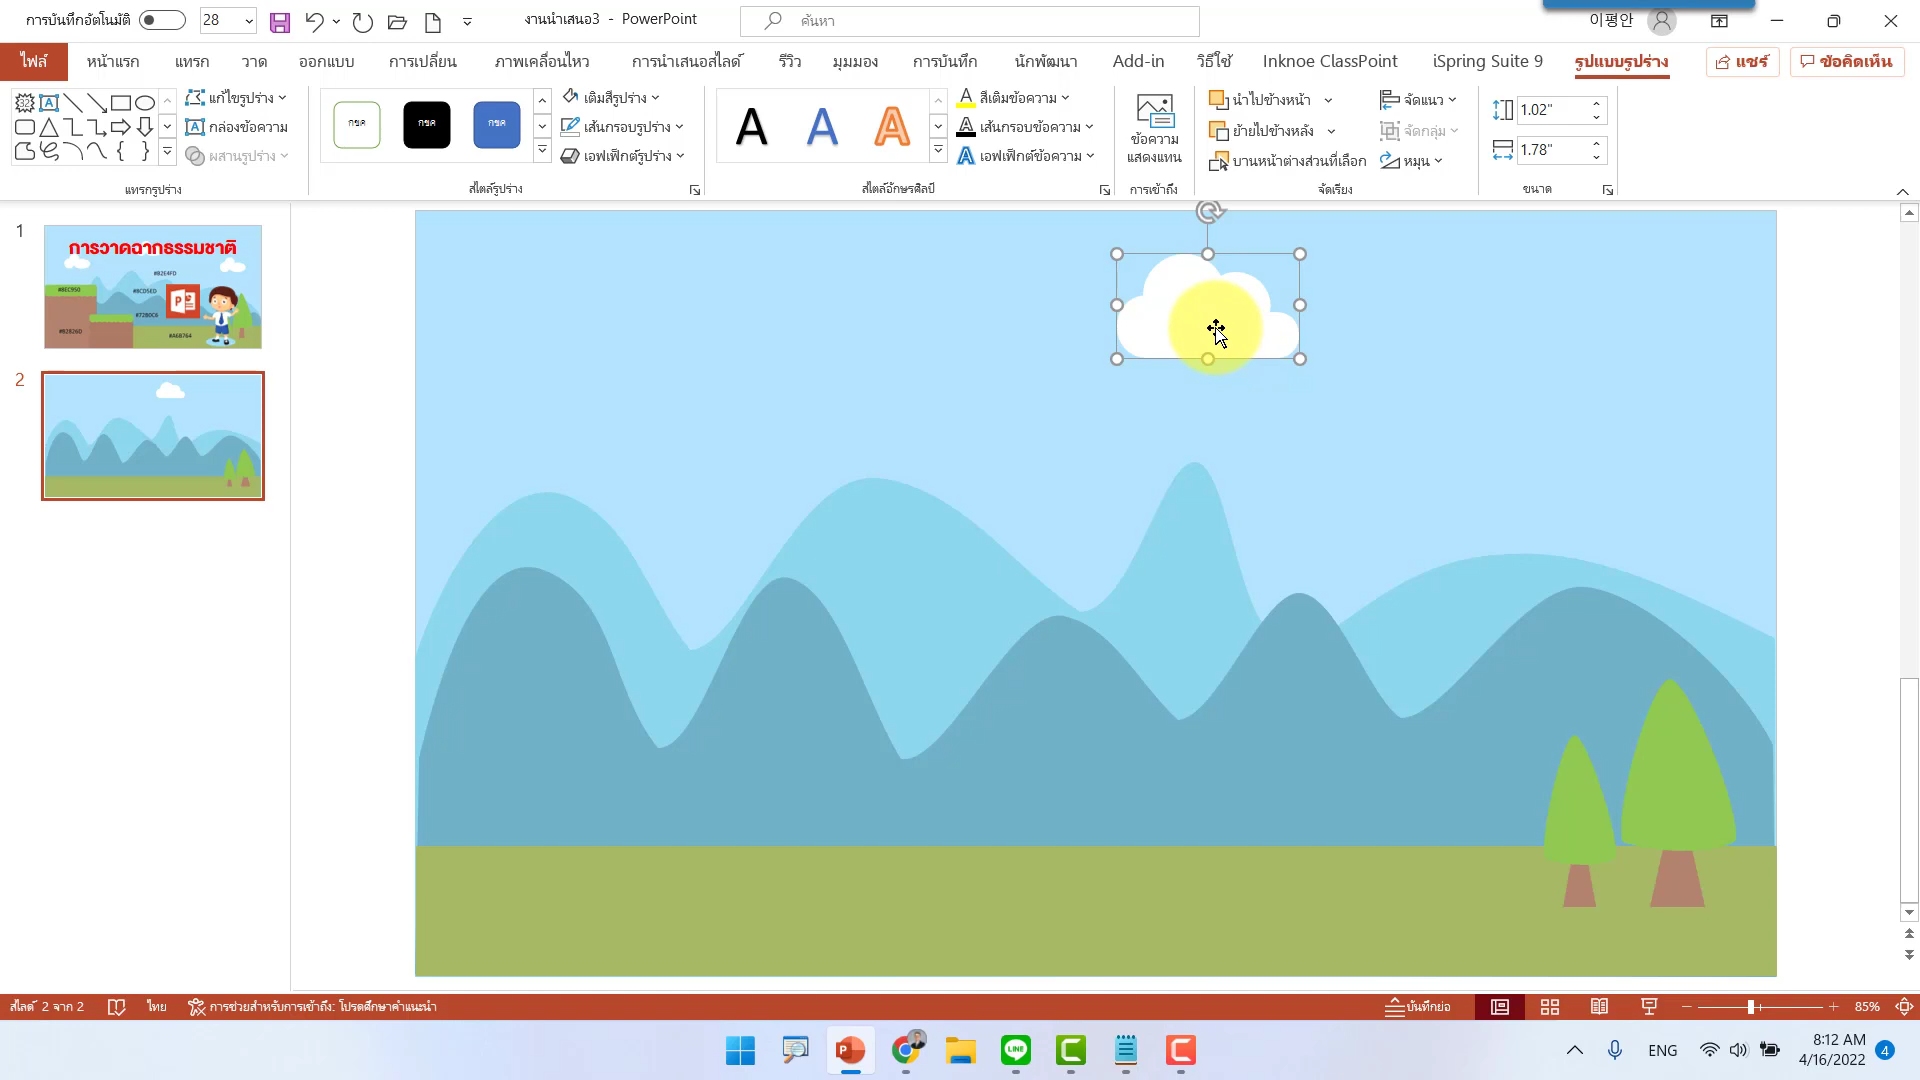 การบันทึกอัตโนมัติ 28 งานนำเสนอ3 - PowerPoint ค้นหา 이평안
ไฟล์ หน้าแรก แทรก วาด ออกแบบ การเปลี่ยน ภาพเคลื่อนไหว การนำเสนอสไลด์ รีวิว มุมมอง การบันทึก นักพัฒนา Add-in วิธีใช้ Inknoe ClassPoint iSpring Suite 9 รูปแบบรูปร่าง แชร์ ข้อคิดเห็น
แก้ไขรูปร่าง
กล่องข้อความ
ผสานรูปร่าง
แทรกรูปร่าง
กขค กขค กขค
เติมสีรูปร่าง
เส้นกรอบรูปร่าง
เอฟเฟ็กต์รูปร่าง
สไตล์รูปร่าง
A A A
สีเติมข้อความ
เส้นกรอบข้อความ
เอฟเฟ็กต์ข้อความ
สไตล์อักษรศิลป์
ข้อความ
แสดงแทน
การเข้าถึง
นำไปข้างหน้า
ย้ายไปข้างหลัง
บานหน้าต่างส่วนที่เลือก
จัดแนว
จัดกลุ่ม
หมุน
จัดเรียง
1.02"
1.78"
ขนาด
1
การวาดฉากธรรมชาติ
#B2E4FD
#8EC950
#8CD5ED
#72B0C6
#B2826D
#A6B764
2
สไลด์ 2 จาก 2 ไทย การช่วยสำหรับการเข้าถึง: โปรดศึกษาคำแนะนำ บันทึกย่อ 85%
ENG 8:12 AM
4/16/2022 4